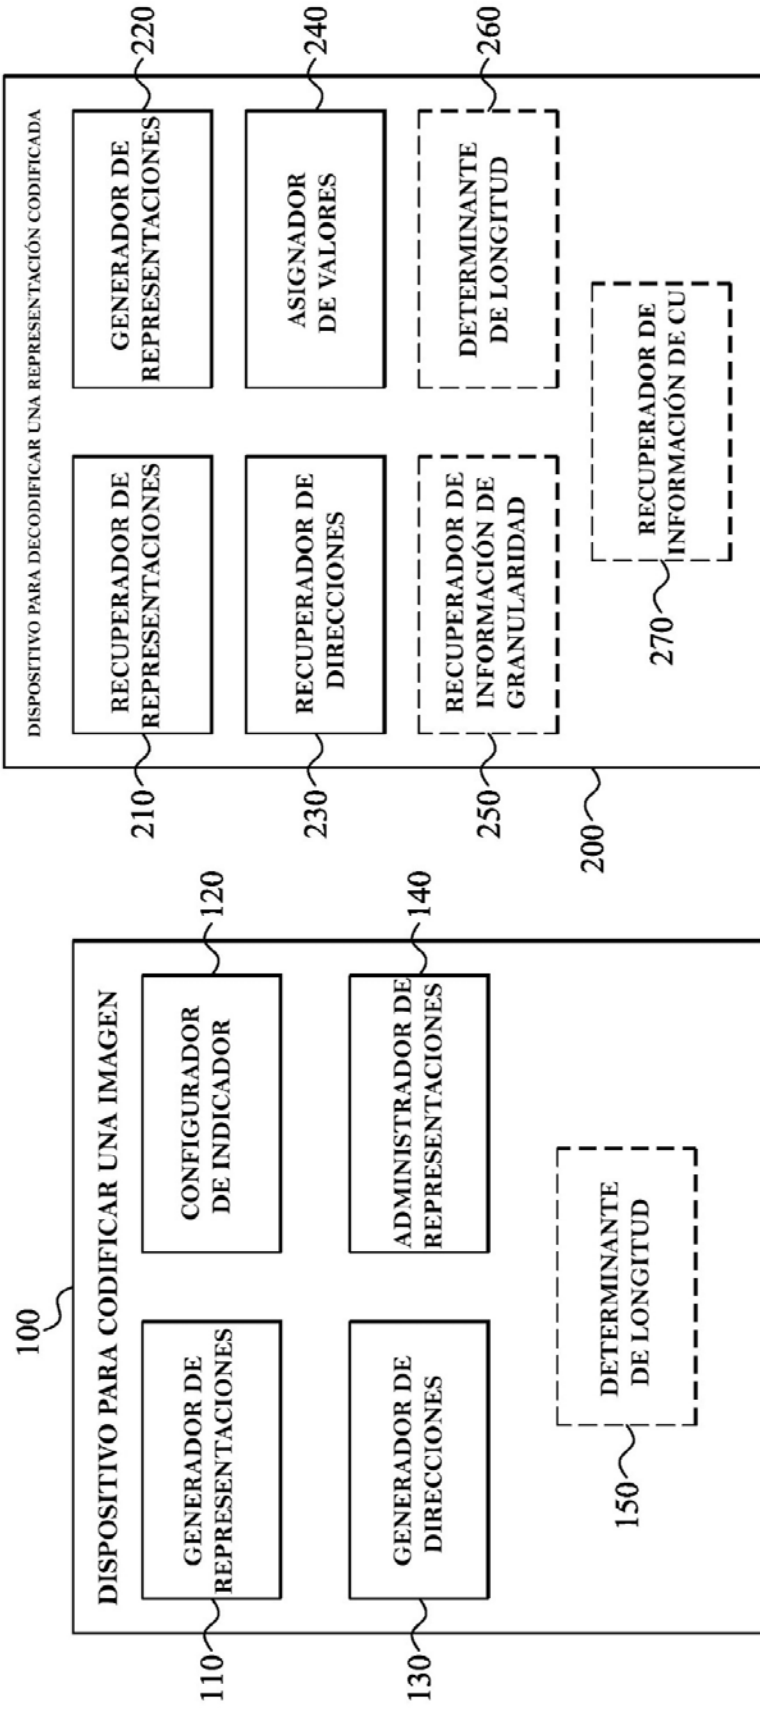 100
DISPOSITIVO PARA CODIFICAR UNA IMAGEN
110
GENERADOR DE
REPRESENTACIONES
120
CONFIGURADOR
DE INDICADOR
130
GENERADOR DE
DIRECCIONES
140
ADMINISTRADOR DE
REPRESENTACIONES
150
DETERMINANTE
DE LONGITUD
DISPOSITIVO PARA DECODIFICAR UNA REPRESENTACIÓN CODIFICADA
210
RECUPERADOR DE
REPRESENTACIONES
220
GENERADOR DE
REPRESENTACIONES
230
RECUPERADOR DE
DIRECCIONES
240
ASIGNADOR
DE VALORES
250
RECUPERADOR DE
INFORMACIÓN DE
GRANULARIDAD
260
DETERMINANTE
DE LONGITUD
200
270
RECUPERADOR DE
INFORMACIÓN DE CU